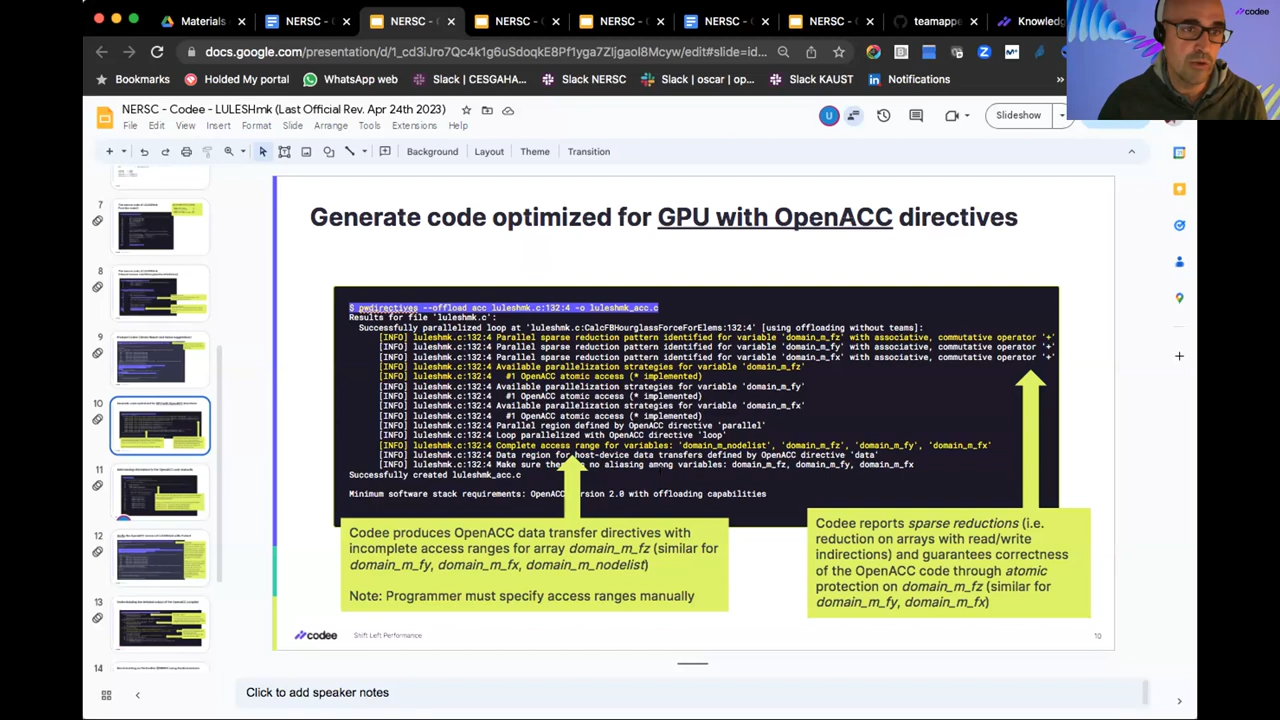 Materials
NERSC - C
NERSC - C
NERSC - C
NERSC - C
NERSC - C
NERSC - C
teamappe
Knowledg
codee
docs.google.com/presentation/d/1_cd3iJro7Zc4
Bookmarks
Holded My portal
WhatsApp web
Slack | CESG/HA...
Slack NERSC
Slack | oscar | op...
Slack KAUST
Notifications
»
NERSC - Codee - LULESHmk (Last Official Rev. Apr 24th 2023)
File Edit View Insert Format Slide Arrange Tools Extensions Help
U
Slideshow
Background Layout Theme Transition
7
8
9
10
11
12
13
14
Generate code optimized for GPU with OpenACC directives
$ pwdirectives --offload acc luleshmk.c:132:4 -o luleshmk_acc.c
Results for file 'luleshmk.c':
Successfully parallelized loop at 'luleshmk.c:CalcFBHourglassForceForElems:132:4' [using offloading without teams]:
[INFO] luleshmk.c:132:4 Parallel sparse reduction pattern identified for variable 'domain_m_fz' with associative, commutative operator '+'
[INFO] luleshmk.c:132:4 Parallel sparse reduction pattern identified for variable 'domain_m_fy' with associative, commutative operator '+'
[INFO] luleshmk.c:132:4 Parallel sparse reduction pattern identified for variable 'domain_m_fx' with associative, commutative operator '+'
[INFO] luleshmk.c:132:4 Available parallelization strategies for variable 'domain_m_fz'
[INFO] luleshmk.c:132:4 #1 OpenACC atomic access (* implemented)
[INFO] luleshmk.c:132:4 Available parallelization strategies for variable 'domain_m_fy'
[INFO] luleshmk.c:132:4 #1 OpenACC atomic access (* implemented)
[INFO] luleshmk.c:132:4 Available parallelization strategies for variable 'domain_m_fx'
[INFO] luleshmk.c:132:4 #1 OpenACC atomic access (* implemented)
[INFO] luleshmk.c:132:4 Parallel region defined by OpenACC directive 'parallel'
[INFO] luleshmk.c:132:4 Loop parallelized with OpenACC directive 'loop'
[INFO] luleshmk.c:132:4 Complete access range for variables: 'domain_m_nodelist', 'domain_m_fx', 'domain_m_fy', 'domain_m_fz'
[INFO] luleshmk.c:132:4 Data region for host-device data transfers defined by OpenACC directive 'data'
[INFO] luleshmk.c:132:4 Make sure there is no aliasing among variables: domain_m_fz, domain_m_fy, domain_m_fx
Successfully created luleshmk_acc.c
Minimum software stack requirements: OpenACC version 2.0 with offloading capabilities
Codee produces OpenACC data transfer directives with
incomplete access ranges for array domain_m_fz (similar for
domain_m_fy, domain_m_fx, domain_m_nodelist)
Note: Programmer must specify access ranges manually
Codee reports sparse reductions (i.e.
reduction on arrays with read/write
indirections) and guarantees correctness
of the OpenACC code through atomic
protection on domain_m_fz (similar for
domain_m_fy, domain_m_fx)
codee
Shift Left Performance
10
Click to add speaker notes